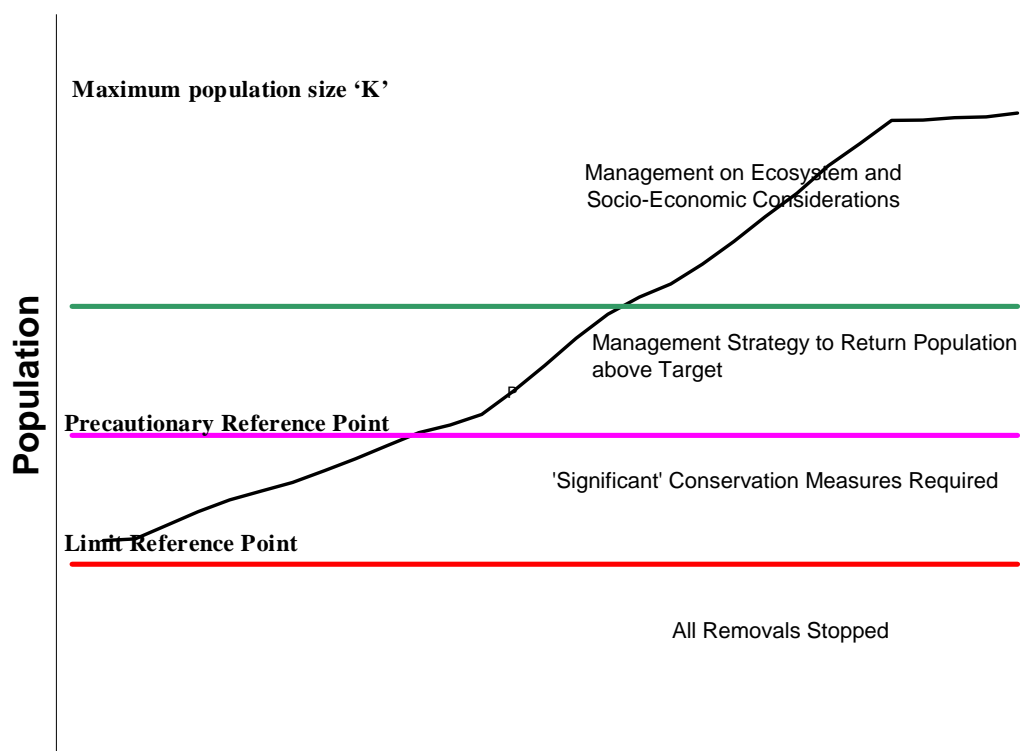 Maximum population size ‘K’
Management on Ecosystem and
Socio-Economic Considerations
Population
Management Strategy to Return Population
above Target
P
Precautionary Reference Point
'Significant' Conservation Measures Required
Limit Reference Point
All Removals Stopped